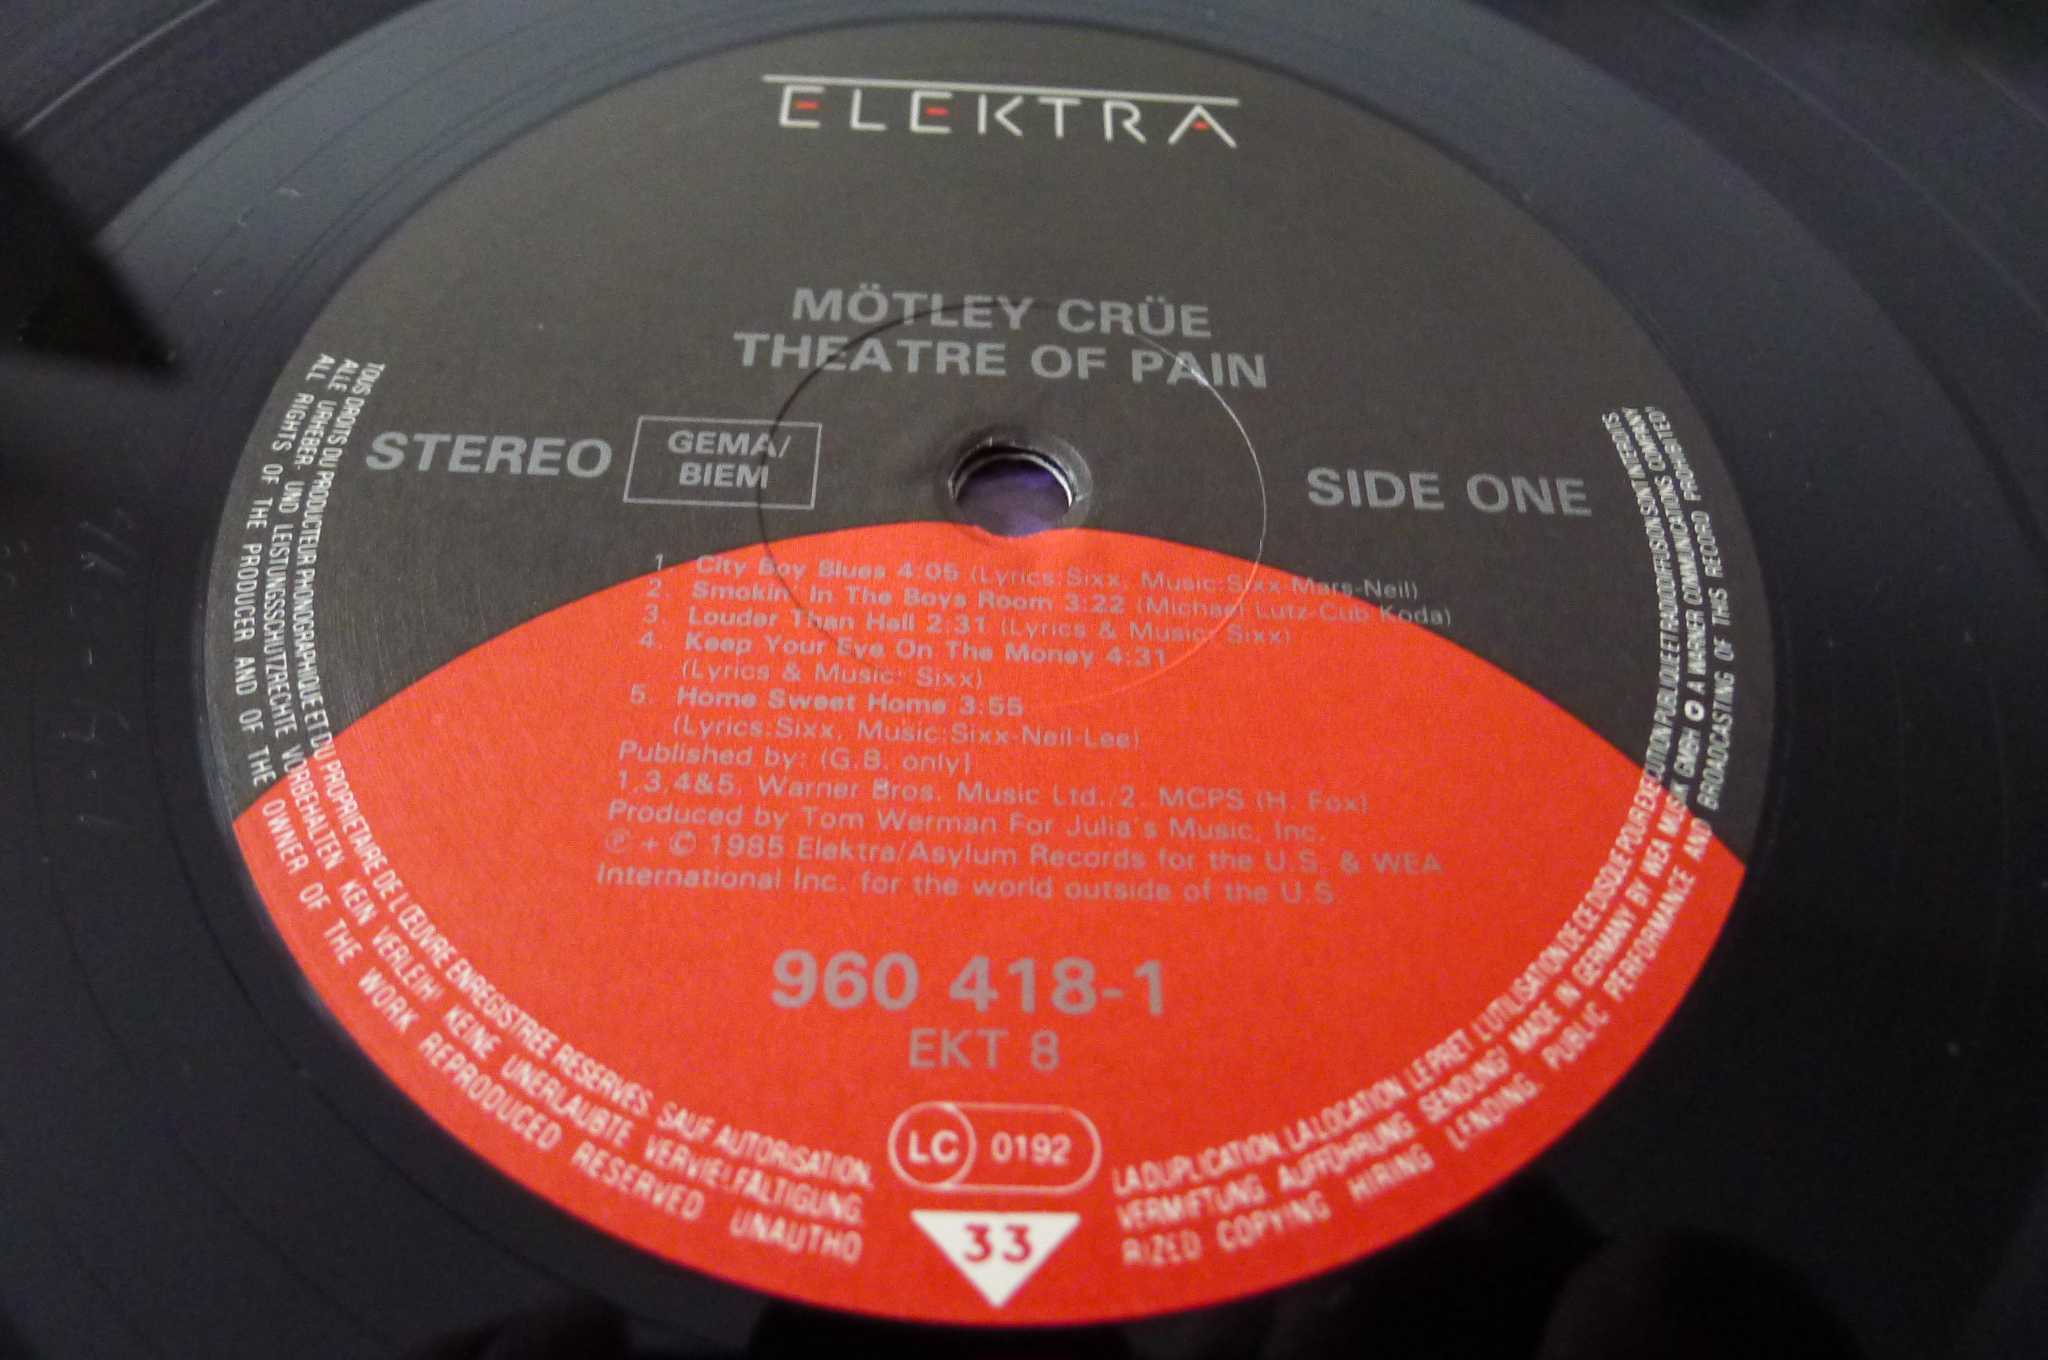 ELEKTRA
MÖTLEY CRÜE
THEATRE OF PAIN
STEREO
GEMA/
BIEM
SIDE ONE
1. City Boy Blues 4:05 (Lyrics:Sixx, Music:Sixx-Mars-Neil)
2. Smokin' In The Boys Room 3:22 (Michael Lutz-Cub Koda)
3. Louder Than Hell 2:31 (Lyrics & Music: Sixx)
4. Keep Your Eye On The Money 4:31
(Lyrics & Music: Sixx)
5. Home Sweet Home 3:55
(Lyrics:Sixx, Music:Sixx-Neil-Lee)
Published by: (G.B. only)
1,3,4&5. Warner Bros. Music Ltd./2. MCPS (H. Fox)
Produced by Tom Werman For Julia's Music, Inc.
℗ + © 1985 Elektra/Asylum Records for the U.S. & WEA
International Inc. for the world outside of the U.S
960 418-1
EKT 8
LC 0192
33
TOUS DROITS DU PRODUCTEUR PHONOGRAPHIQUE ET DU PROPRIETAIRE DE L'ŒUVRE ENREGISTREE RESERVES. SAUF AUTORISATION, LA DUPLICATION, LA LOCATION, LE PRET, L'UTILISATION DE CE DISQUE POUR EXECUTION PUBLIQUE ET RADIODIFFUSION SONT INTERDITS.
ALLE URHEBER- UND LEISTUNGSSCHUTZRECHTE VORBEHALTEN. KEIN VERLEIH! KEINE UNERLAUBTE VERVIELFÄLTIGUNG, VERMIETUNG, AUFFÜHRUNG, SENDUNG! MADE IN GERMANY BY WEA MUSIK GMBH A WARNER COMMUNICATIONS COMPANY
ALL RIGHTS OF THE PRODUCER AND OF THE OWNER OF THE WORK REPRODUCED RESERVED UNAUTHORIZED COPYING HIRING LENDING, PUBLIC PERFORMANCE AND BROADCASTING OF THIS RECORD PROHIBITED!